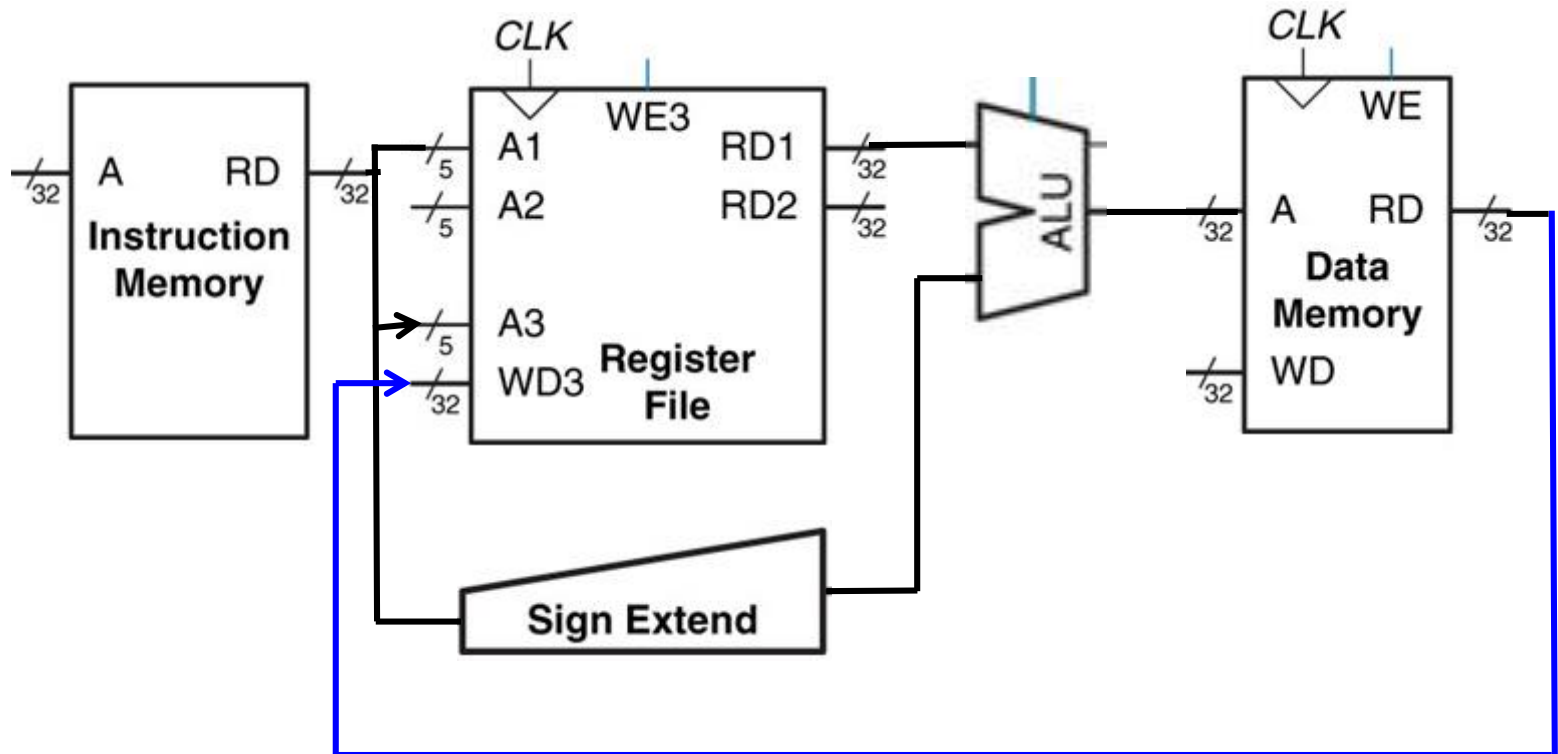 CLK
CLK
WE3
WE
A RD
32
32
Instruction
Memory
A1
5
A2
5
A3
5
WD3
32
RD1
32
RD2
32
Register
File
ALU
32
A RD
32
Data
Memory
WD
32
Sign Extend